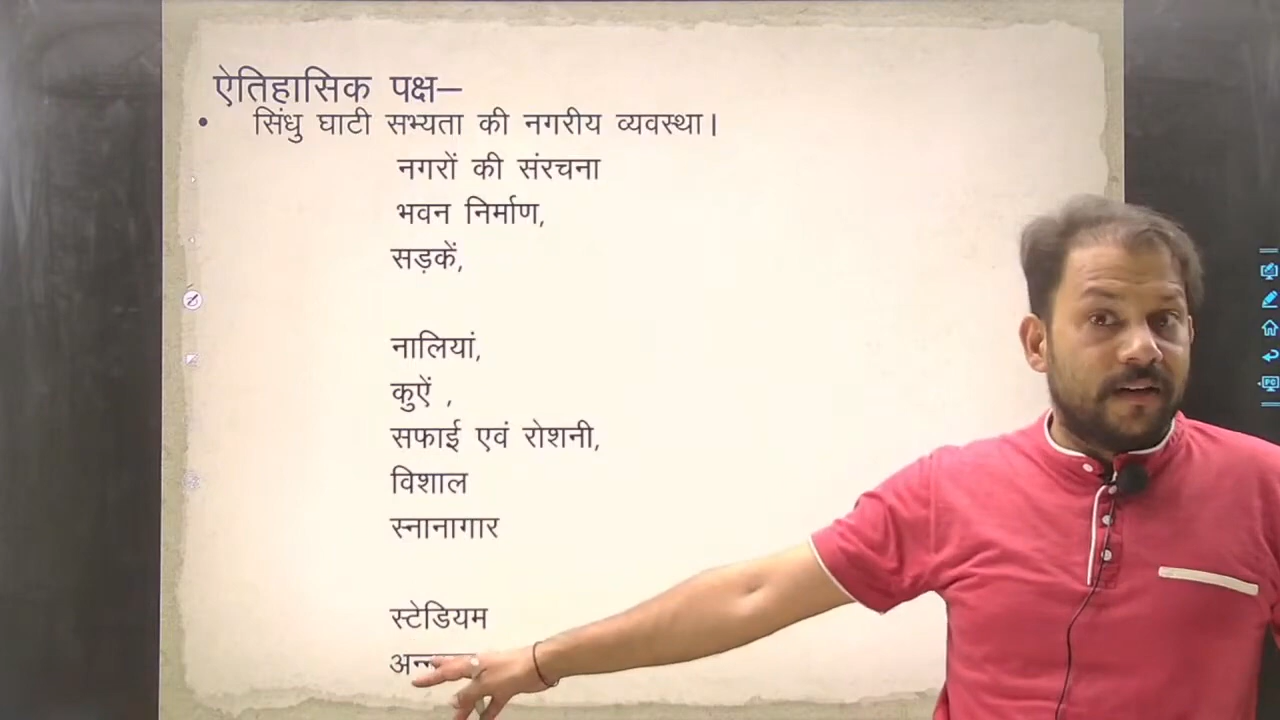 ऐतिहासिक पक्ष–
• सिंधु घाटी सभ्यता की नगरीय व्यवस्था।
नगरों की संरचना
भवन निर्माण,
सड़कें,
नालियां,
कुऐं ,
सफाई एवं रोशनी,
विशाल
स्नानागार
स्टेडियम